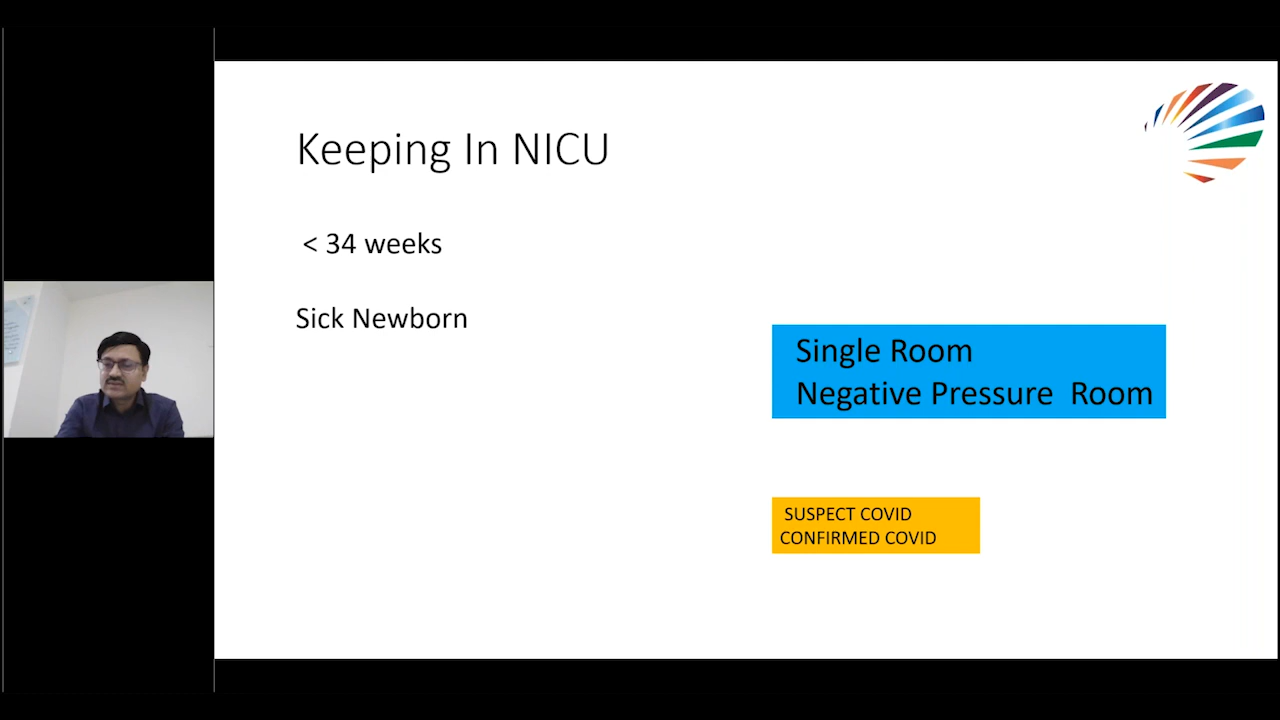 Keeping In NICU
< 34 weeks
Sick Newborn
Single Room
Negative Pressure Room
SUSPECT COVID
CONFIRMED COVID